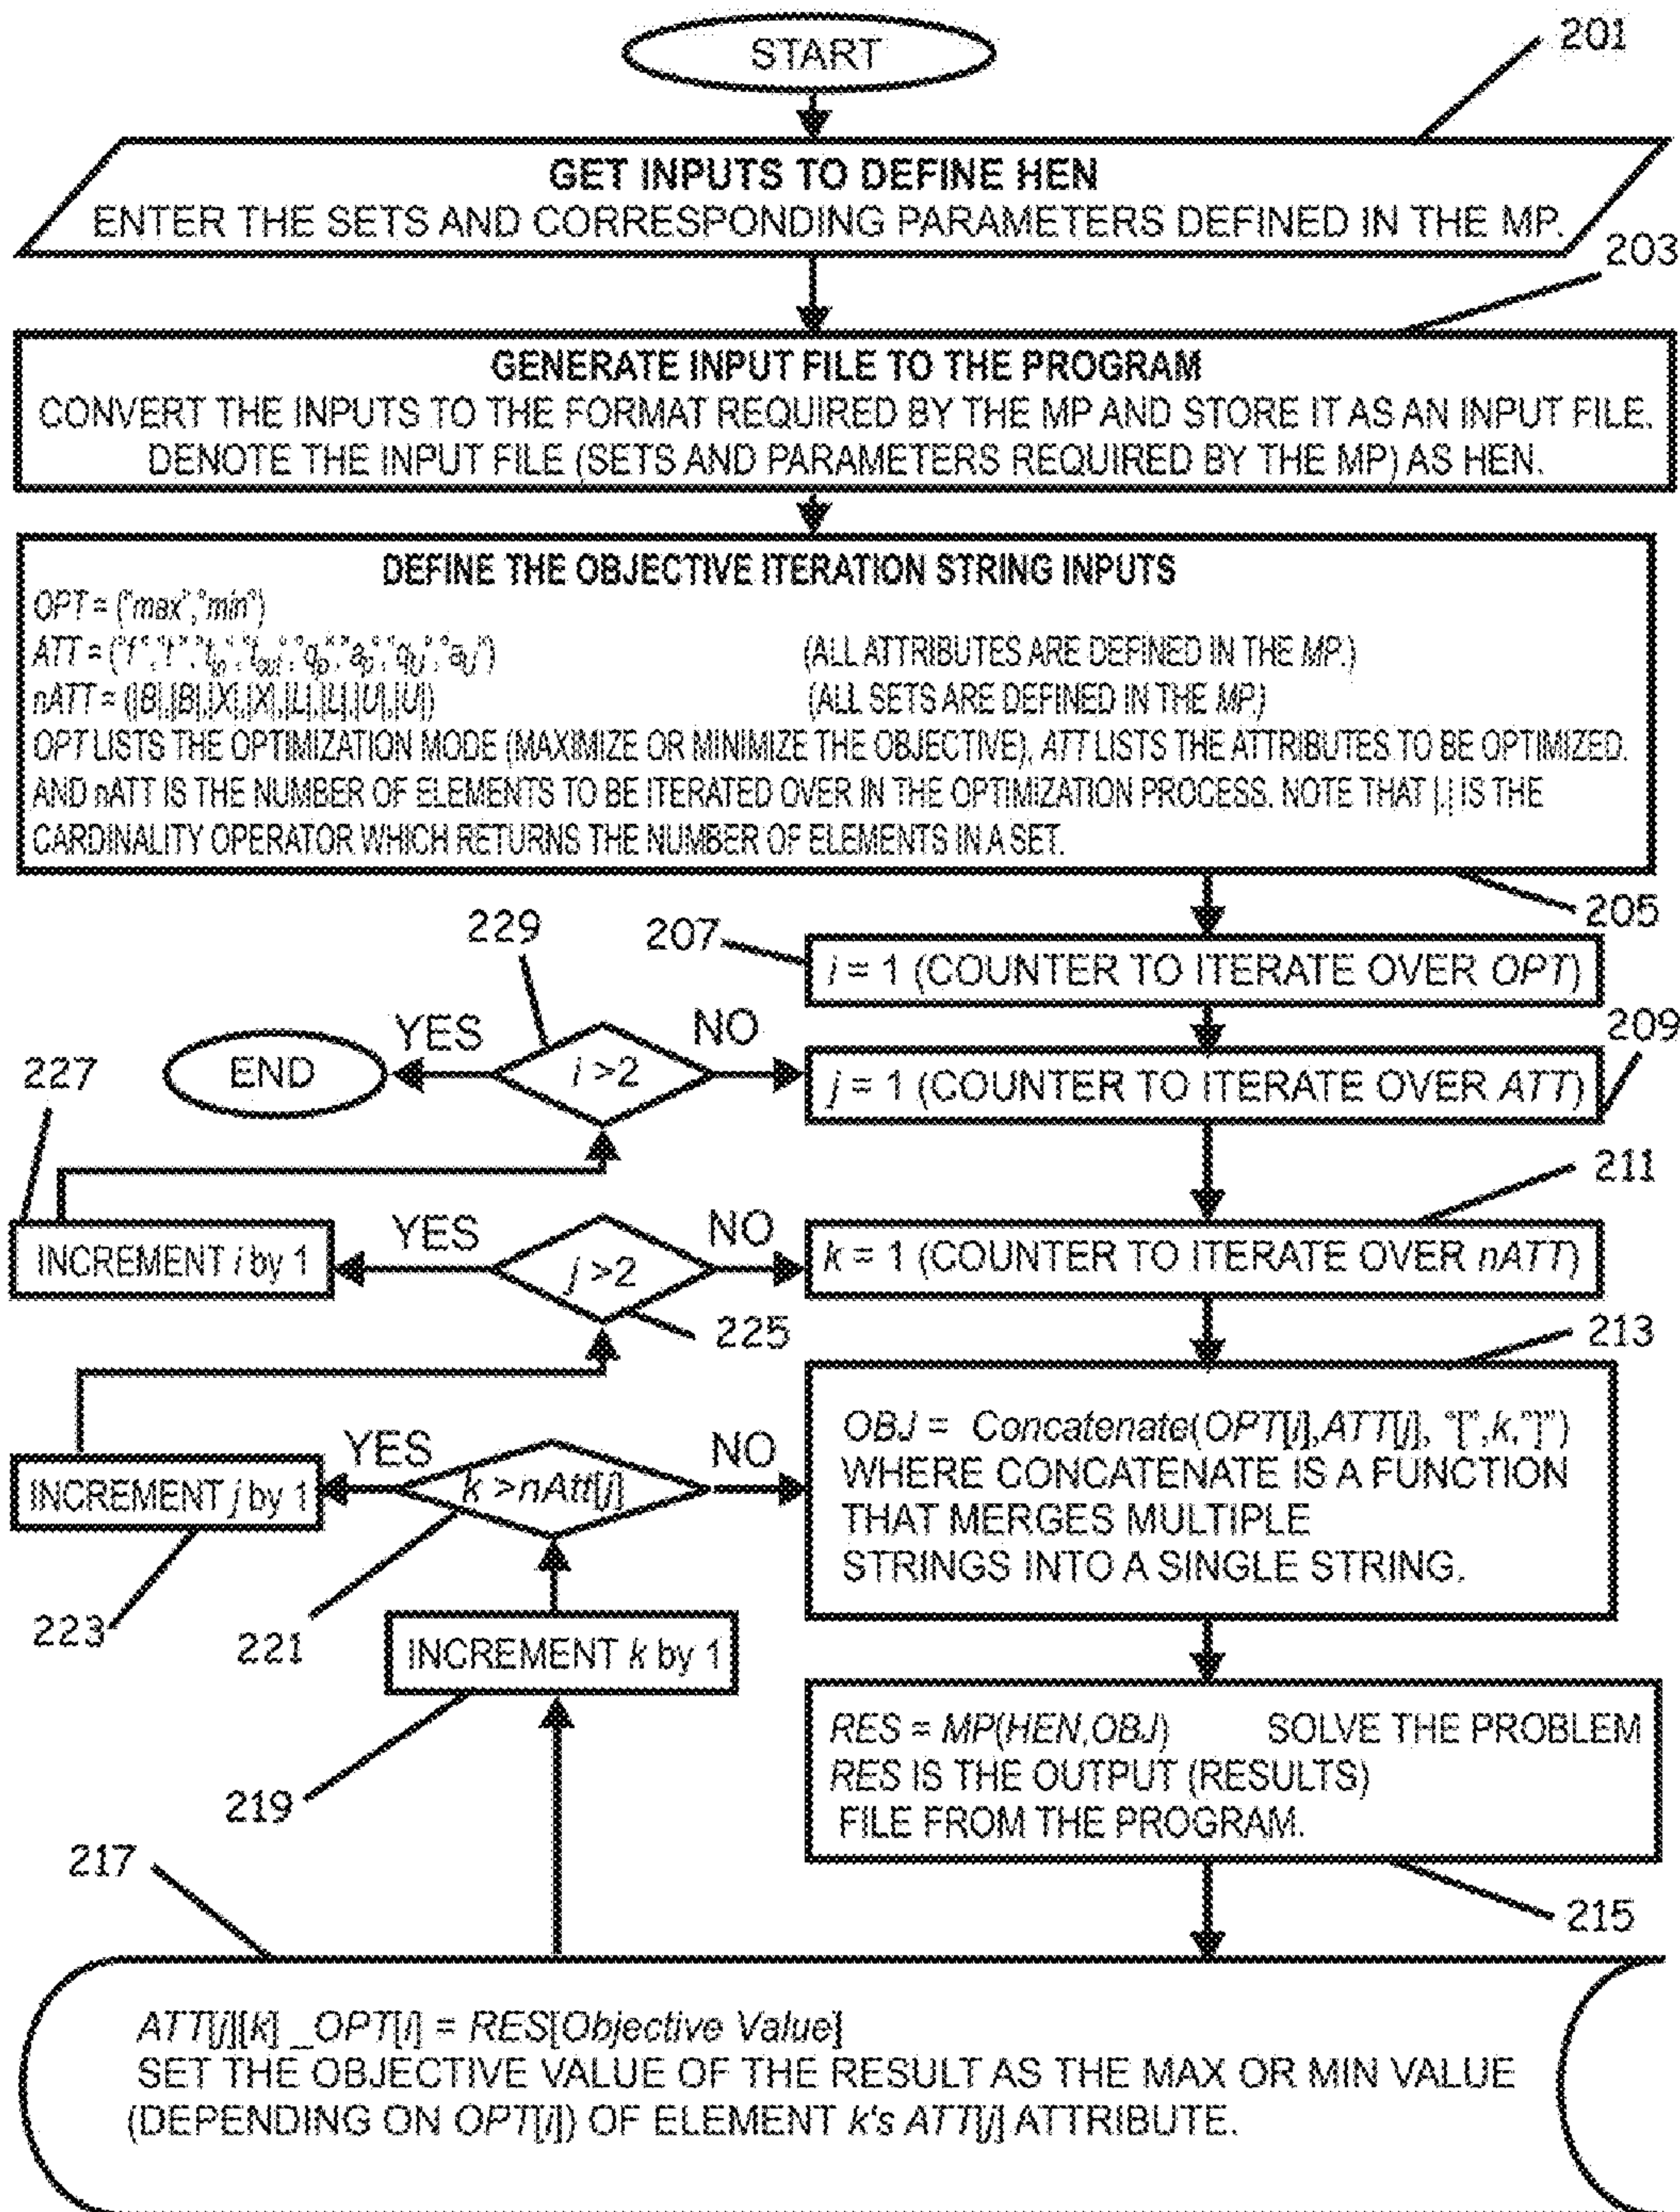 START
201
GET INPUTS TO DEFINE HEN
ENTER THE SETS AND CORRESPONDING PARAMETERS DEFINED IN THE MP.
203
GENERATE INPUT FILE TO THE PROGRAM
CONVERT THE INPUTS TO THE FORMAT REQUIRED BY THE MP AND STORE IT AS AN INPUT FILE.
DENOTE THE INPUT FILE (SETS AND PARAMETERS REQUIRED BY THE MP) AS HEN.
DEFINE THE OBJECTIVE ITERATION STRING INPUTS
OPT = ("max","min")
ATT = (ALL ATTRIBUTES ARE DEFINED IN THE MP.)
nATT = (|B|,|B|,|X|,|X|,|L|,|L|,|U|,|U|) (ALL SETS ARE DEFINED IN THE MP.)
OPT LISTS THE OPTIMIZATION MODE (MAXIMIZE OR MINIMIZE THE OBJECTIVE), ATT LISTS THE ATTRIBUTES TO BE OPTIMIZED.
AND nATT IS THE NUMBER OF ELEMENTS TO BE ITERATED OVER IN THE OPTIMIZATION PROCESS. NOTE THAT |.| IS THE
CARDINALITY OPERATOR WHICH RETURNS THE NUMBER OF ELEMENTS IN A SET.
205
207
i = 1 (COUNTER TO ITERATE OVER OPT)
229
END
YES
i >2
NO
j = 1 (COUNTER TO ITERATE OVER ATT)
209
227
211
INCREMENT i by 1
YES
j >2
NO
k = 1 (COUNTER TO ITERATE OVER nATT)
225
213
INCREMENT j by 1
YES
k >nAtt[j]
NO
OBJ = Concatenate(OPT[i],ATT[j], "[",k,"]")
WHERE CONCATENATE IS A FUNCTION
THAT MERGES MULTIPLE
STRINGS INTO A SINGLE STRING.
223
221
INCREMENT k by 1
219
RES = MP(HEN,OBJ) SOLVE THE PROBLEM
RES IS THE OUTPUT (RESULTS)
FILE FROM THE PROGRAM.
217
215
ATT[j][k] _OPT[i] = RES[Objective Value]
SET THE OBJECTIVE VALUE OF THE RESULT AS THE MAX OR MIN VALUE
(DEPENDING ON OPT[i]) OF ELEMENT k's ATT[j] ATTRIBUTE.